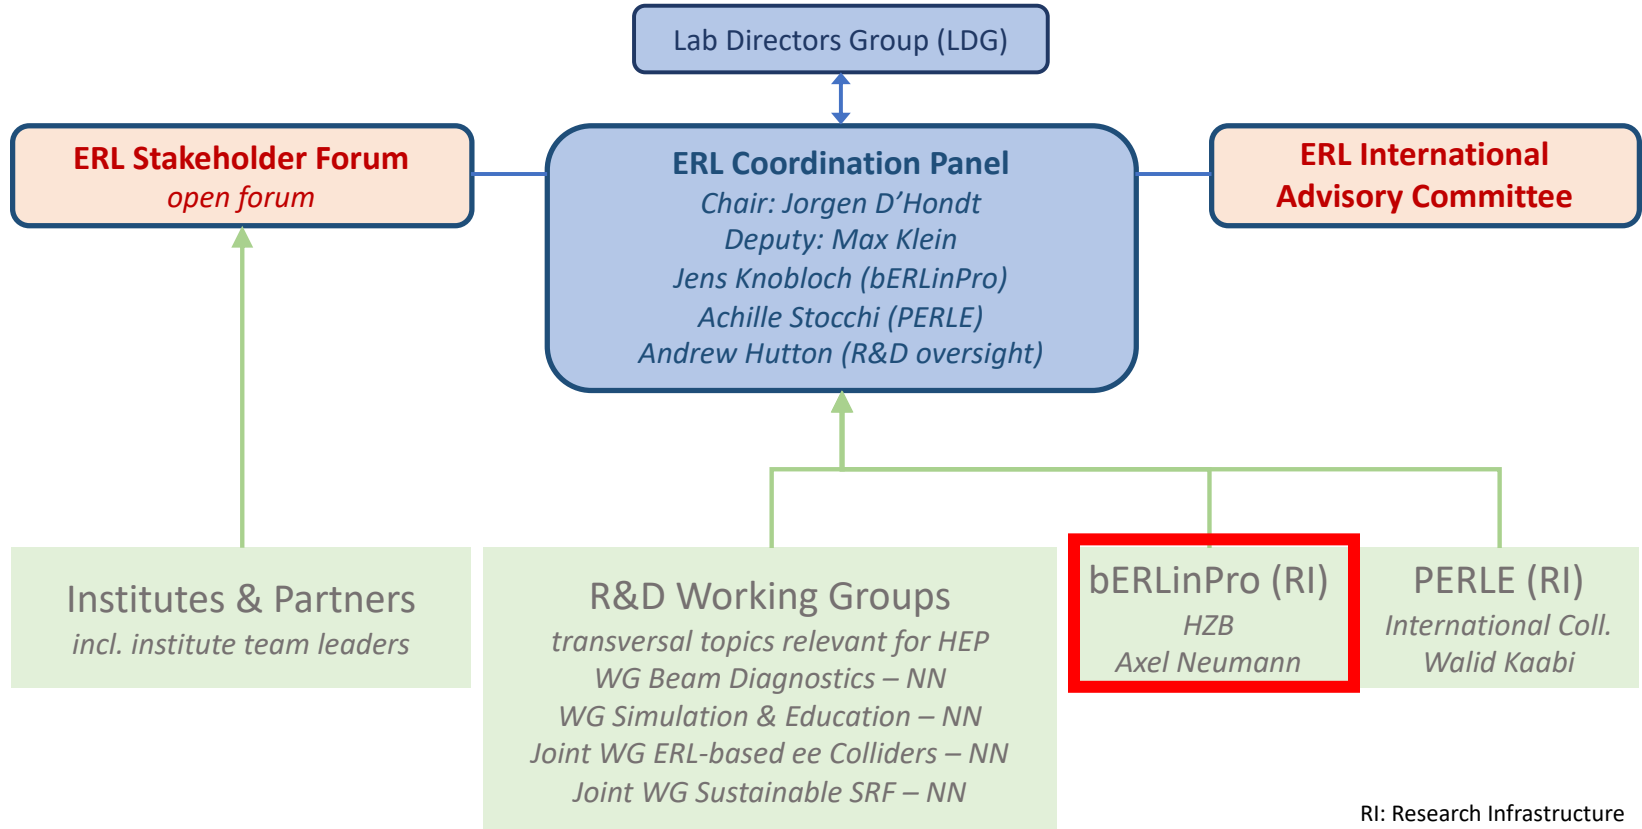 Lab Directors Group (LDG)
ERL Stakeholder Forum
open forum
ERL Coordination Panel
Chair: Jorgen D’Hondt
Deputy: Max Klein
Jens Knobloch (bERLinPro)
Achille Stocchi (PERLE)
Andrew Hutton (R&D oversight)
ERL International
Advisory Committee
Institutes & Partners
incl. institute team leaders
R&D Working Groups
transversal topics relevant for HEP
WG Beam Diagnostics – NN
WG Simulation & Education – NN
Joint WG ERL-based ee Colliders – NN
Joint WG Sustainable SRF – NN
bERLinPro (RI)
HZB
Axel Neumann
PERLE (RI)
International Coll.
Walid Kaabi
RI: Research Infrastructure